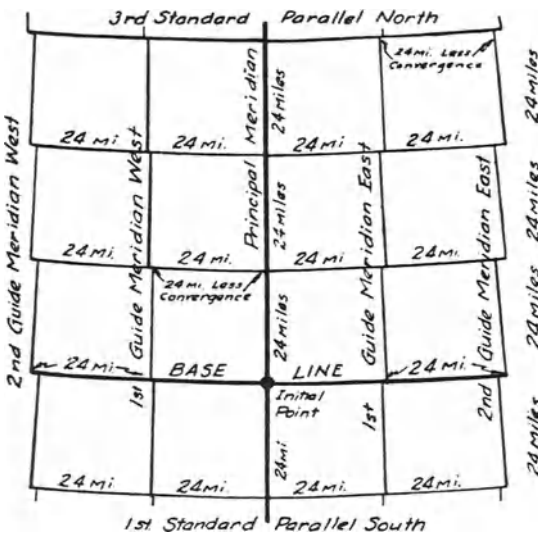 3rd Standard Parallel North
24 Mi. Less
Convergence
24 Miles
24 Miles
24 Mi. 24 Mi. 24 Mi. 24 Mi.
2nd Guide Meridian West
1st Guide Meridian West
Principal Meridian
24 Miles
1st Guide Meridian East
2nd Guide Meridian East
24 Miles
24 Mi. 24 Mi. 24 Mi. 24 Mi.
24 Mi. Less
Convergence
24 Miles
24 Miles
24 Mi. BASE LINE 24 Mi.
Initial
Point
24 Mi
24 Miles
24 Mi. 24 Mi. 24 Mi. 24 Mi.
1st. Standard Parallel South